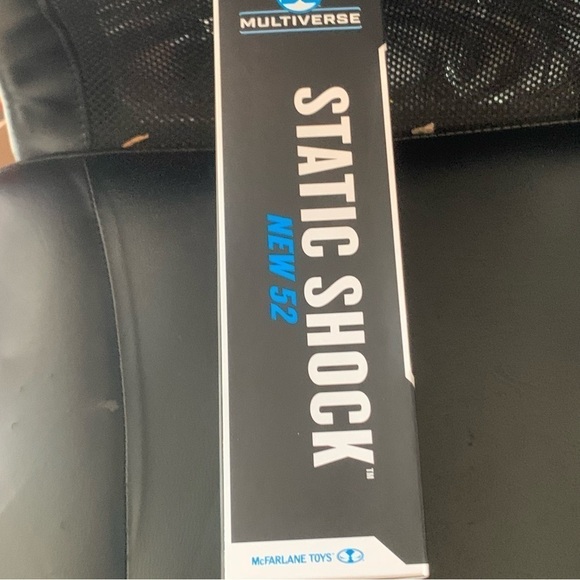 MULTIVERSE
STATIC SHOCK™
NEW 52
McFARLANE TOYS